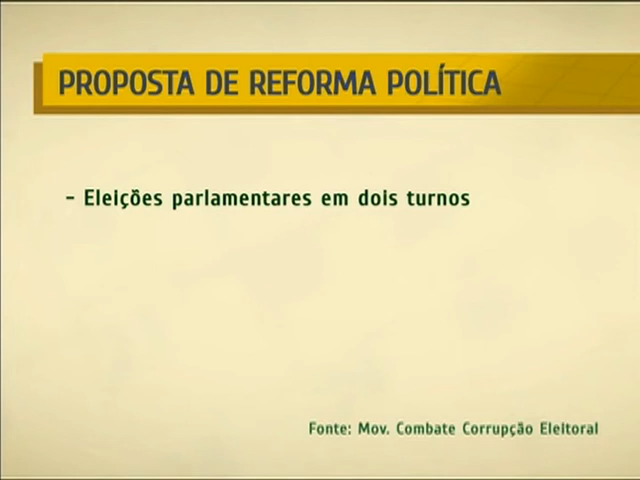 PROPOSTA DE REFORMA POLÍTICA
- Eleições parlamentares em dois turnos
Fonte: Mov. Combate Corrupção Eleitoral